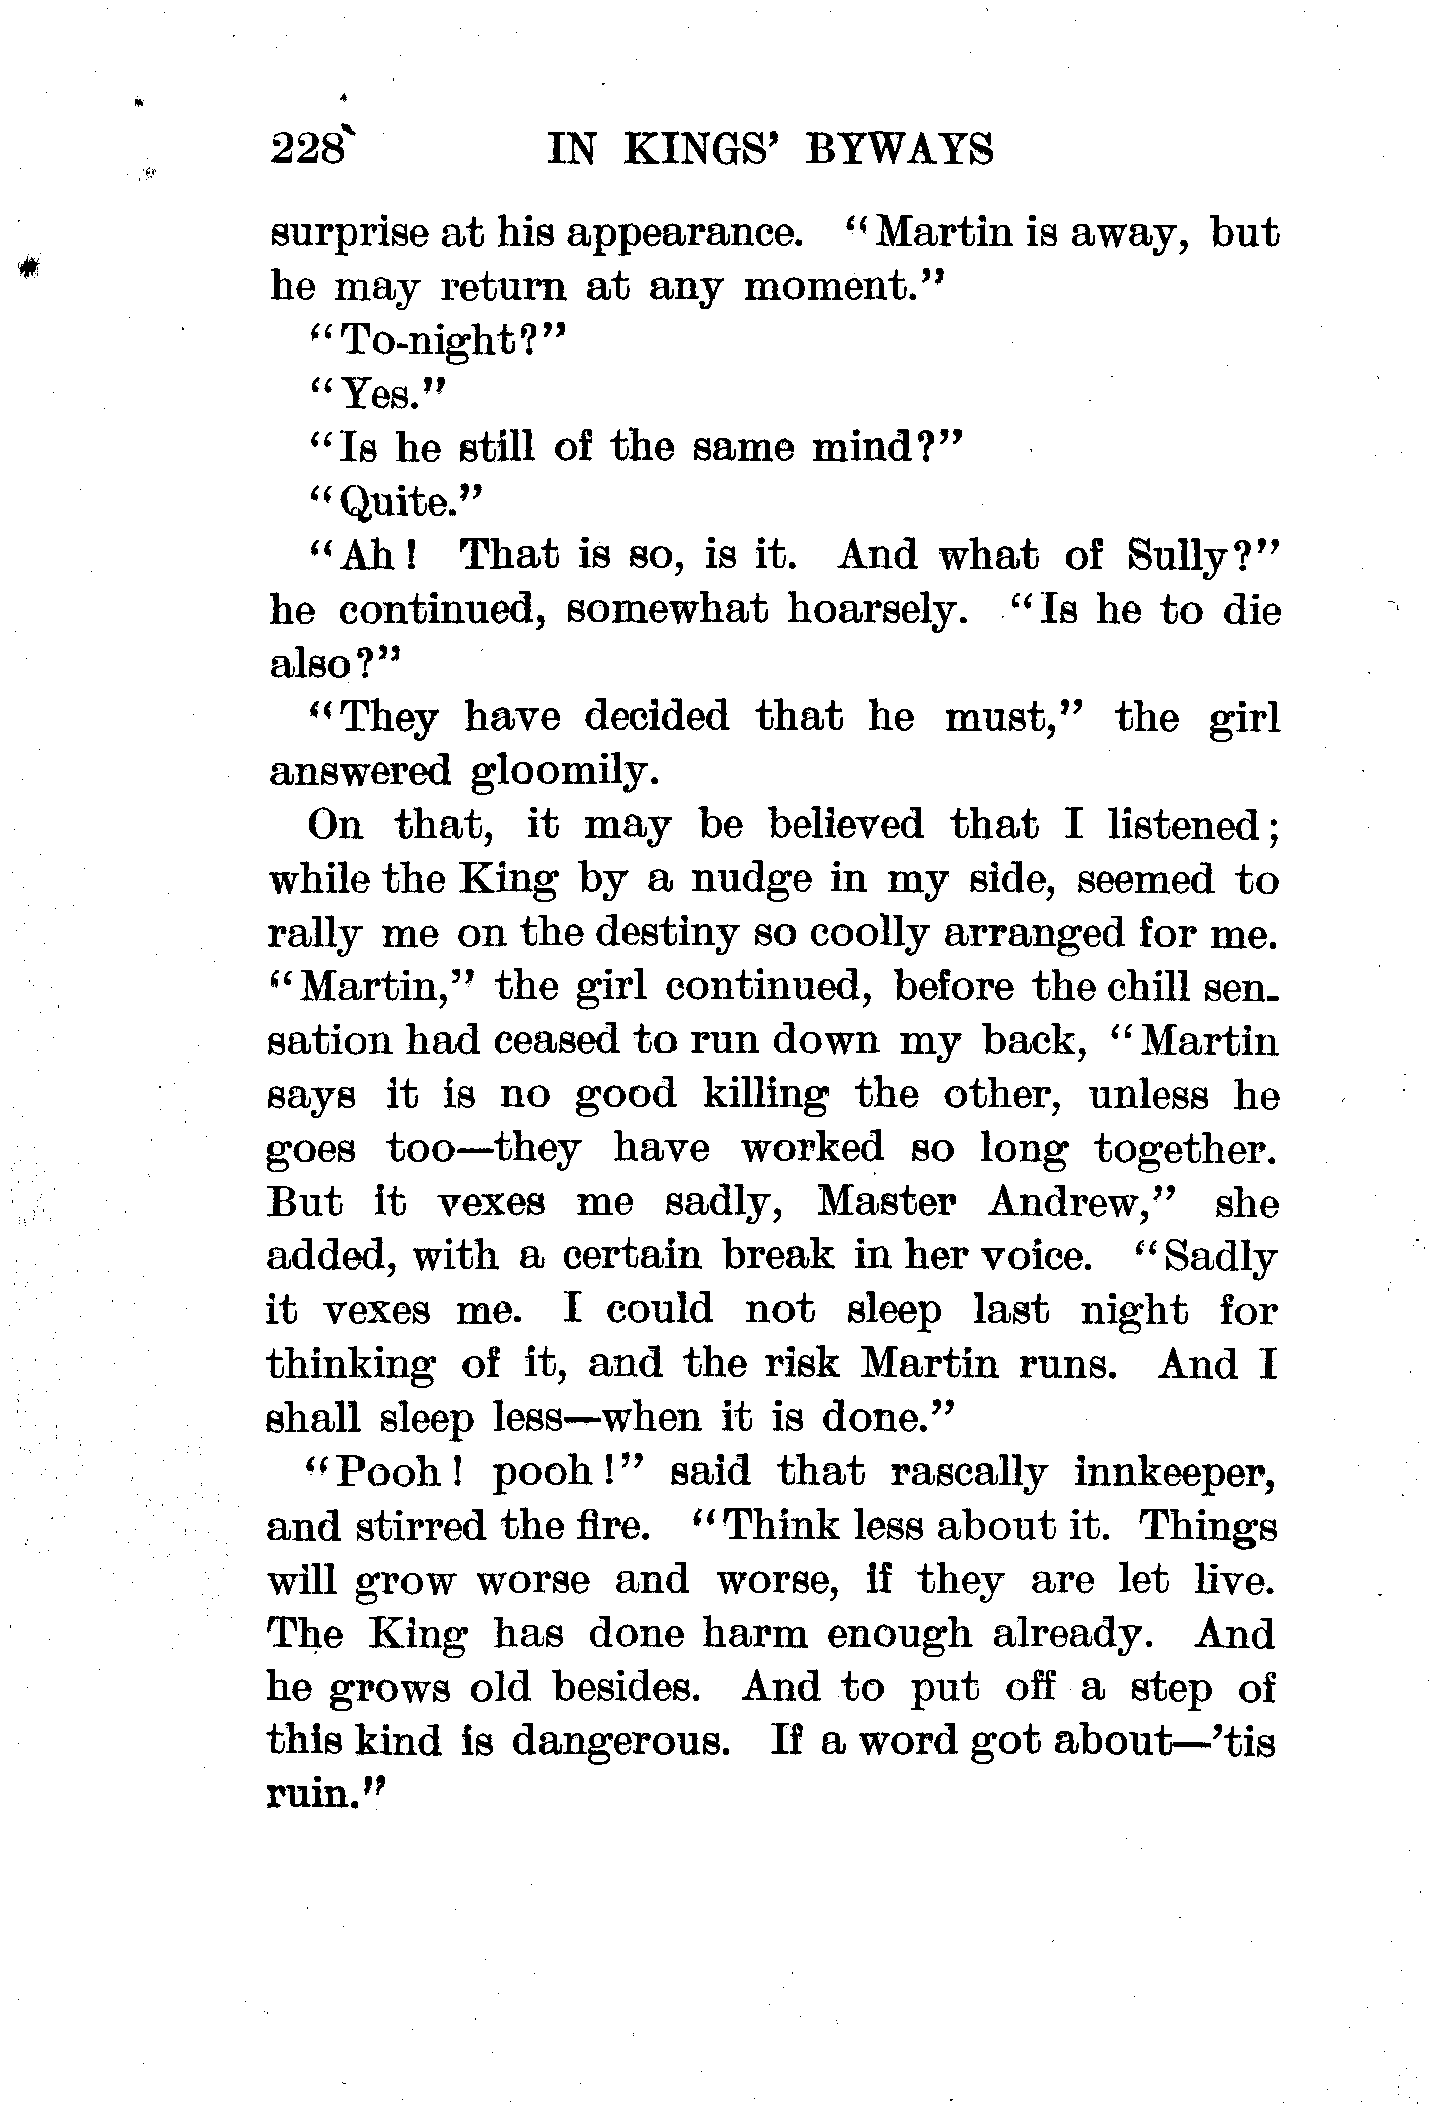 228 IN KINGS' BYWAYS
surprise at his appearance. "Martin is away, but
he may return at any moment."
"To-night?"
"Yes."
"Is he still of the same mind?"
"Quite."
"Ah! That is so, is it. And what of Sully?"
he continued, somewhat hoarsely. "Is he to die
also?"
"They have decided that he must," the girl
answered gloomily.
On that, it may be believed that I listened;
while the King by a nudge in my side, seemed to
rally me on the destiny so coolly arranged for me.
"Martin," the girl continued, before the chill sen-
sation had ceased to run down my back, "Martin
says it is no good killing the other, unless he
goes too—they have worked so long together.
But it vexes me sadly, Master Andrew," she
added, with a certain break in her voice. "Sadly
it vexes me. I could not sleep last night for
thinking of it, and the risk Martin runs. And I
shall sleep less—when it is done."
"Pooh! pooh!" said that rascally innkeeper,
and stirred the fire. "Think less about it. Things
will grow worse and worse, if they are let live.
The King has done harm enough already. And
he grows old besides. And to put off a step of
this kind is dangerous. If a word got about—'tis
ruin."